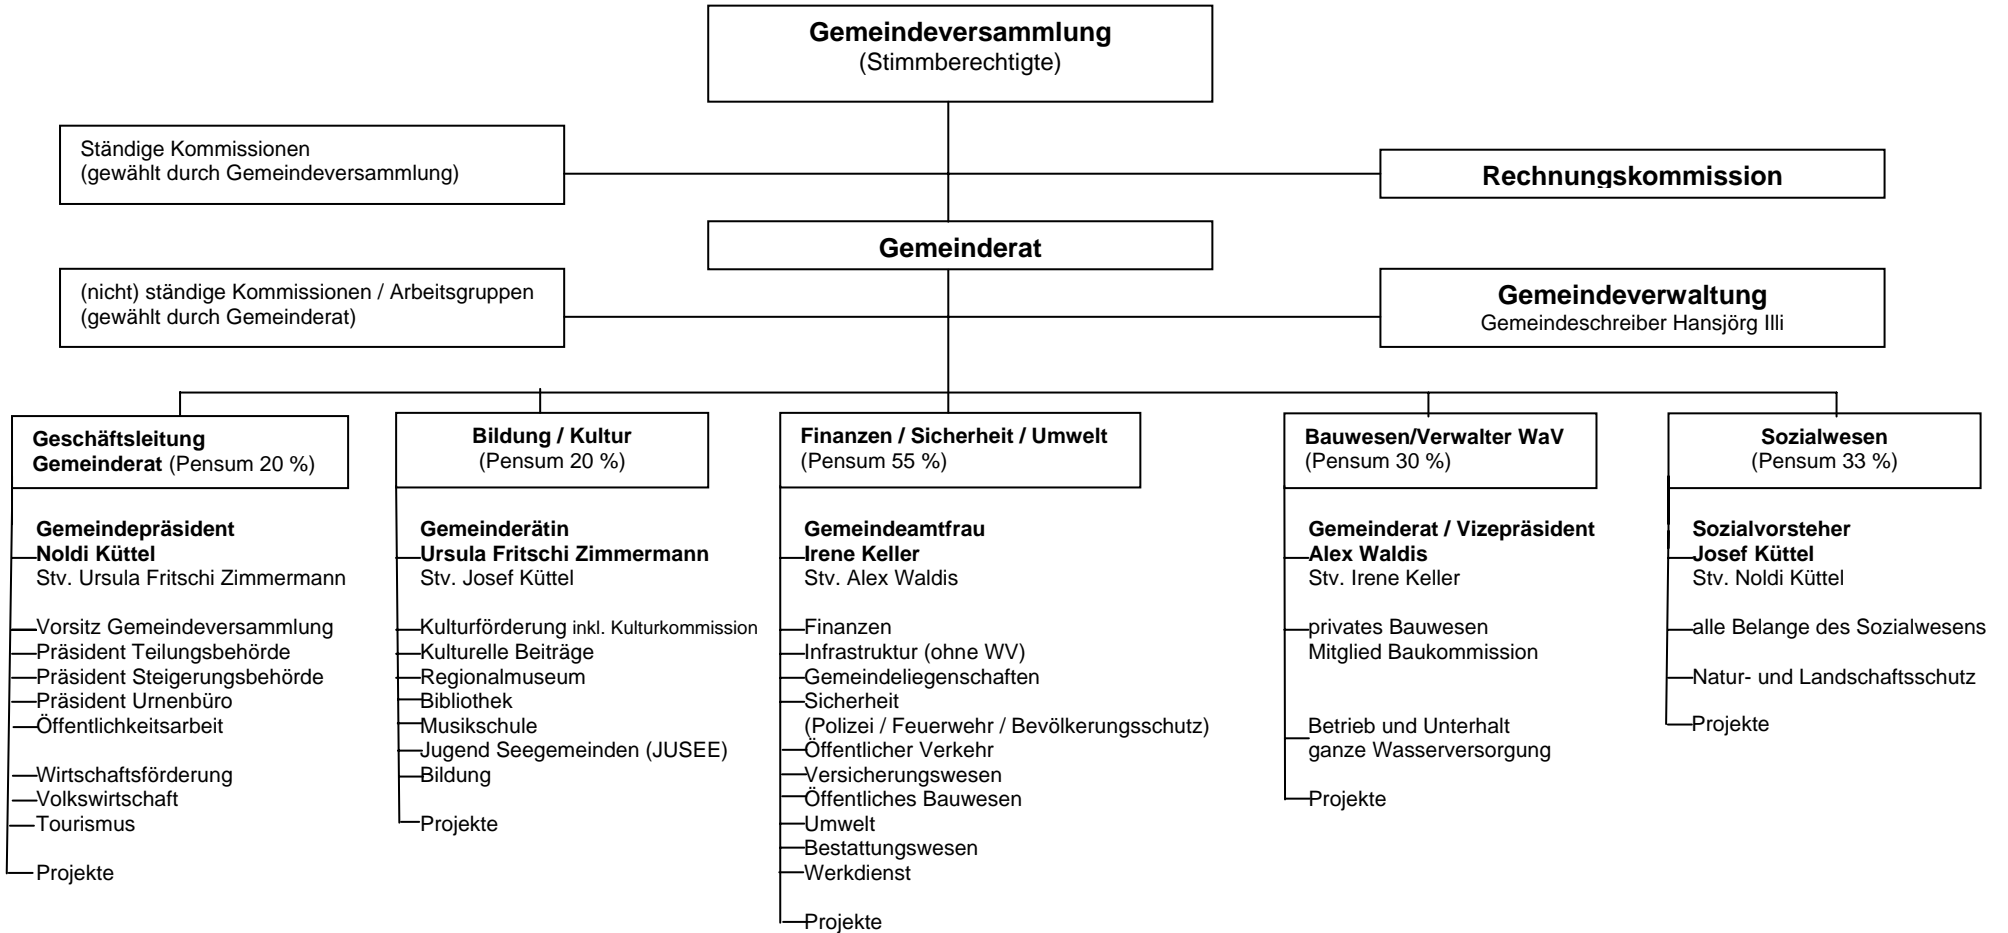 Gemeindeversammlung
(Stimmberechtigte)
Ständige Kommissionen
(gewählt durch Gemeindeversammlung)
Rechnungskommission
Gemeinderat
(nicht) ständige Kommissionen / Arbeitsgruppen
(gewählt durch Gemeinderat)
Gemeindeverwaltung
Gemeindeschreiber Hansjörg Illi
Geschäftsleitung
Gemeinderat (Pensum 20 %)
Gemeindepräsident
Noldi Küttel
Stv. Ursula Fritschi Zimmermann
Vorsitz Gemeindeversammlung
Präsident Teilungsbehörde
Präsident Steigerungsbehörde
Präsident Urnenbüro
Öffentlichkeitsarbeit
Wirtschaftsförderung
Volkswirtschaft
Tourismus
Projekte
Bildung / Kultur
(Pensum 20 %)
Gemeinderätin
Ursula Fritschi Zimmermann
Stv. Josef Küttel
Kulturförderung inkl. Kulturkommission
Kulturelle Beiträge
Regionalmuseum
Bibliothek
Musikschule
Jugend Seegemeinden (JUSEE)
Bildung
Projekte
Finanzen / Sicherheit / Umwelt
(Pensum 55 %)
Gemeindeamtfrau
Irene Keller
Stv. Alex Waldis
Finanzen
Infrastruktur (ohne WV)
Gemeindeliegenschaften
Sicherheit
(Polizei / Feuerwehr / Bevölkerungsschutz)
Öffentlicher Verkehr
Versicherungswesen
Öffentliches Bauwesen
Umwelt
Bestattungswesen
Werkdienst
Projekte
Bauwesen/Verwalter WaV
(Pensum 30 %)
Gemeinderat / Vizepräsident
Alex Waldis
Stv. Irene Keller
privates Bauwesen
Mitglied Baukommission
Betrieb und Unterhalt
ganze Wasserversorgung
Projekte
Sozialwesen
(Pensum 33 %)
Sozialvorsteher
Josef Küttel
Stv. Noldi Küttel
alle Belange des Sozialwesens
Natur- und Landschaftsschutz
Projekte